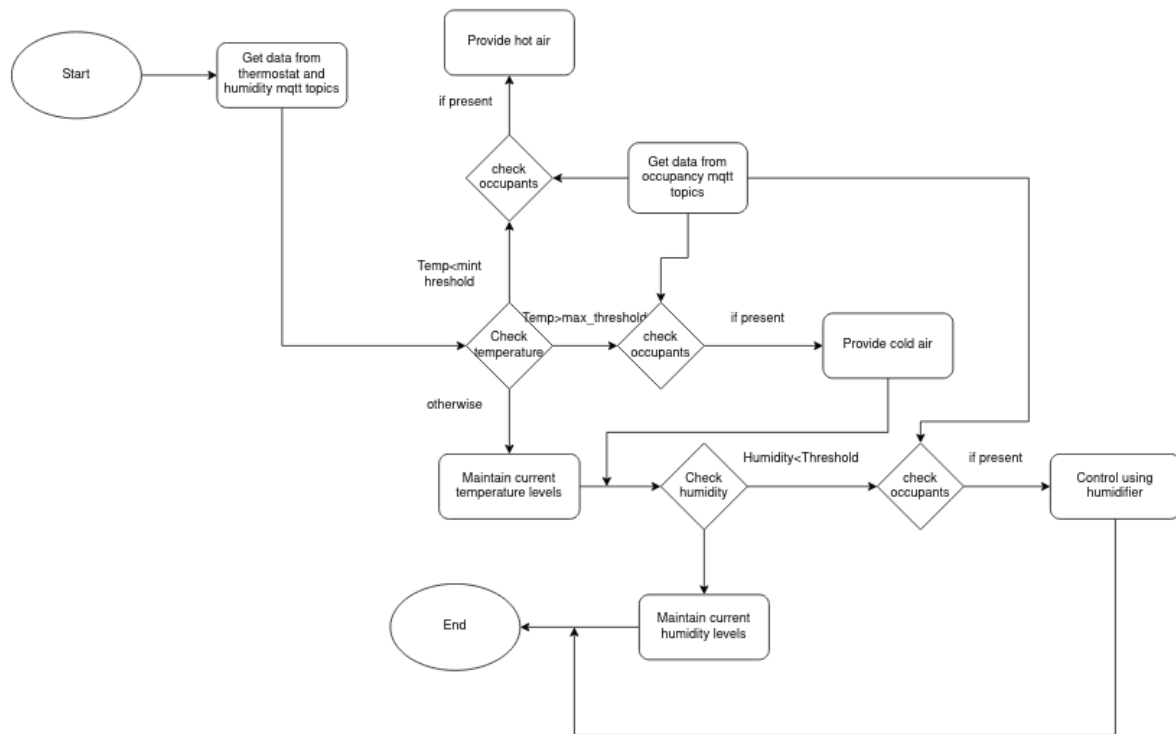 Start
Get data from
thermostat and
humidity mqtt topics
Provide hot air
if present
check
occupants
Get data from
occupancy mqtt
topics
Temp<mint
hreshold
Check
temperature
Temp>max_threshold
check
occupants
if present
Provide cold air
otherwise
Maintain current
temperature levels
Check
humidity
Humidity<Threshold
check
occupants
if present
Control using
humidifier
Maintain current
humidity levels
End